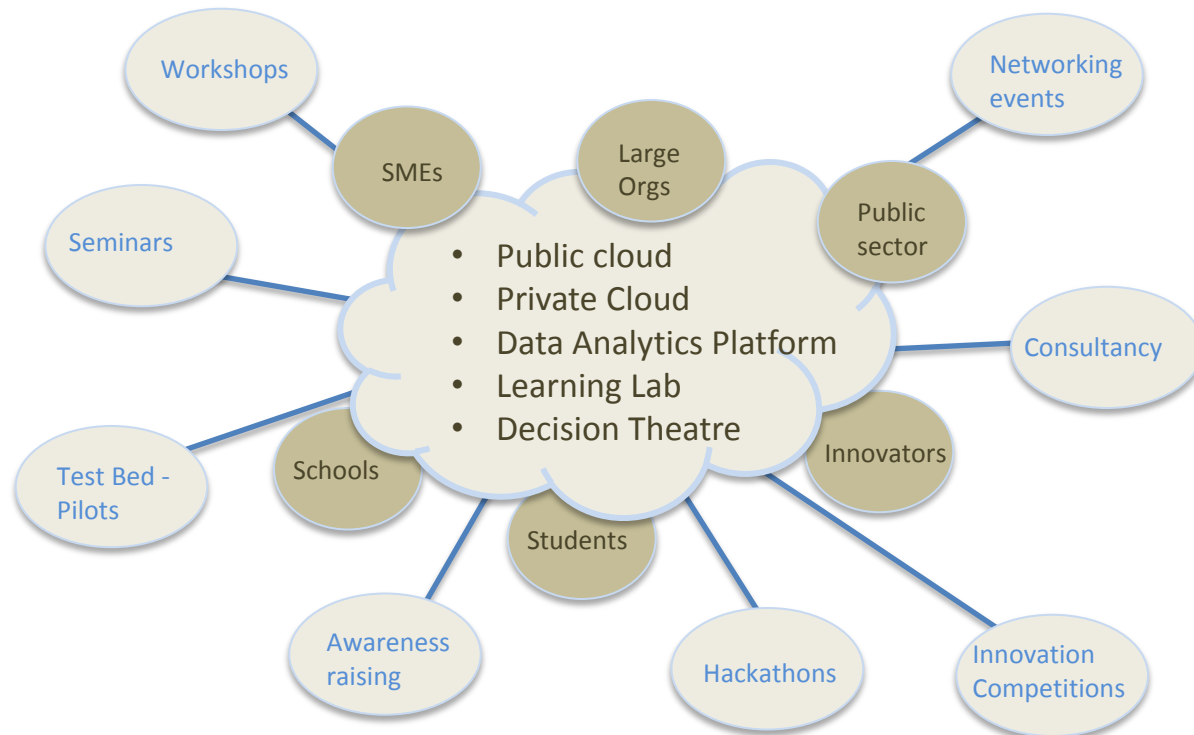 Workshops
Networking
events
SMEs
Large
Orgs
Public
sector
Seminars
• Public cloud
• Private Cloud
• Data Analytics Platform
• Learning Lab
• Decision Theatre
Consultancy
Schools
Innovators
Test Bed -
Pilots
Students
Awareness
raising
Hackathons
Innovation
Competitions